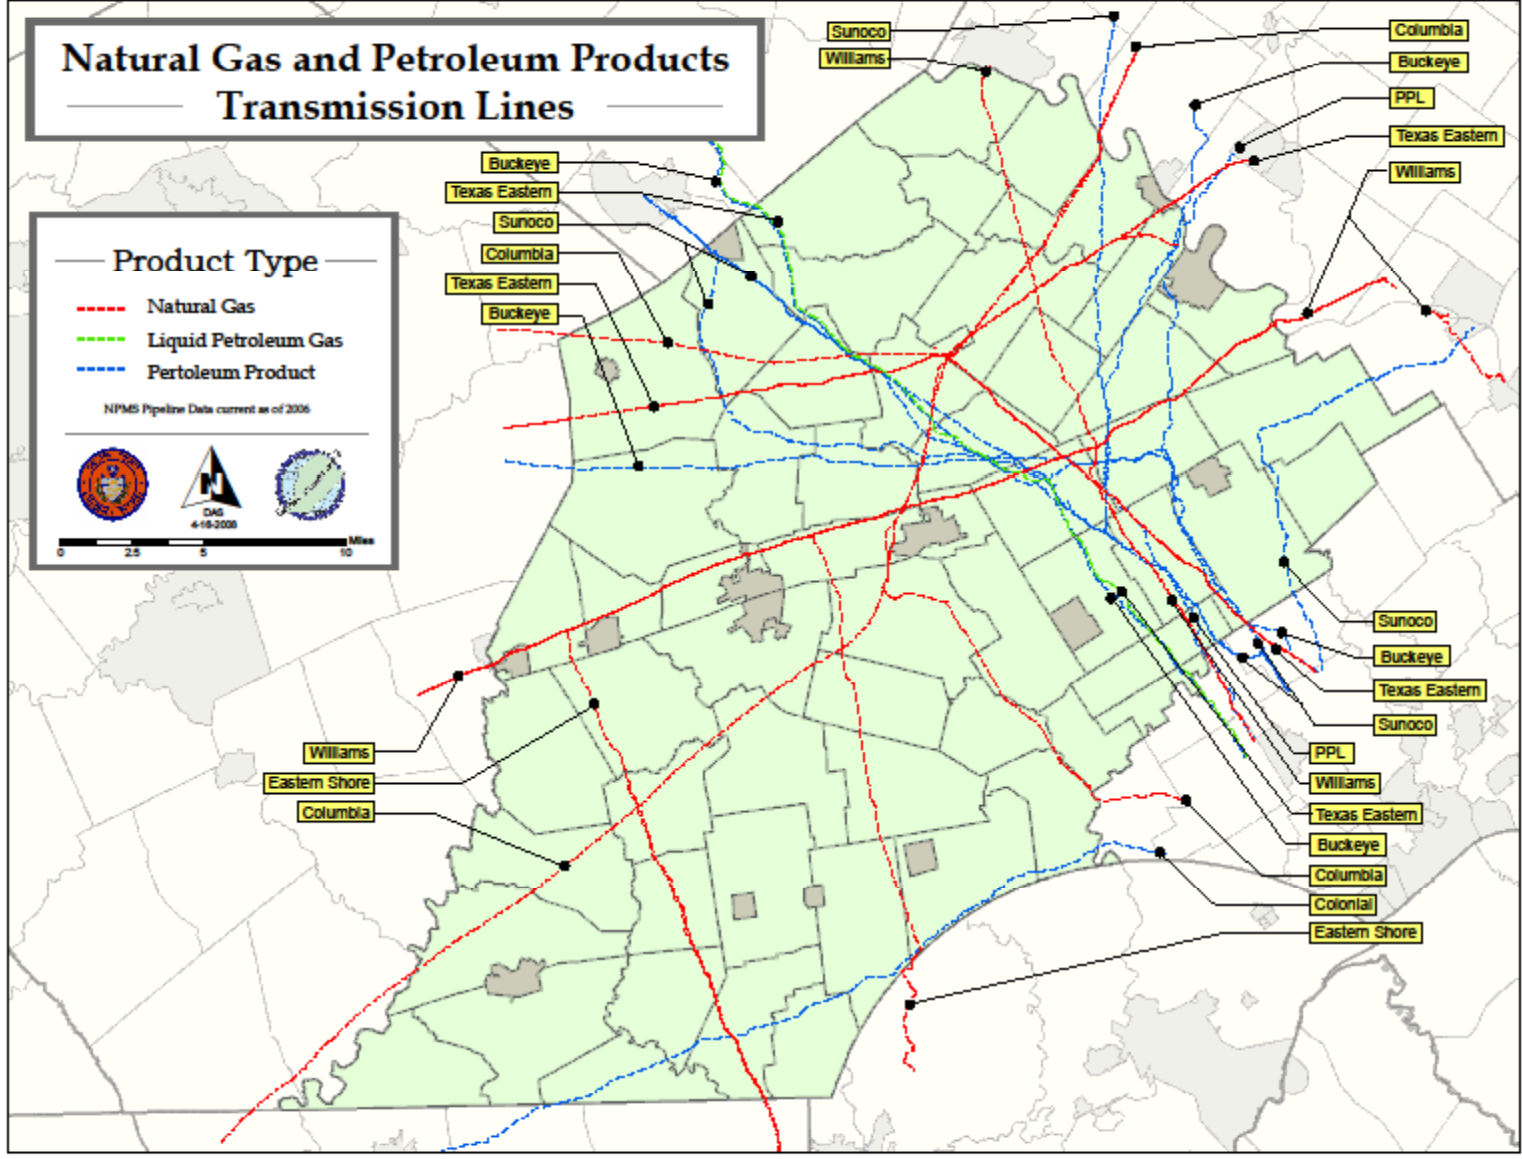 Natural Gas and Petroleum Products
Transmission Lines
Product Type
Natural Gas
Liquid Petroleum Gas
Pertoleum Product
NPMS Pipeline Data current as of 2006
N
DAS
4-16-2008
Miles
0 2.5 5 10
Buckeye
Texas Eastern
Sunoco
Columbia
Texas Eastern
Buckeye
Williams
Eastern Shore
Columbia
Sunoco
Williams
Columbia
Buckeye
PPL
Texas Eastern
Williams
Sunoco
Buckeye
Texas Eastern
Sunoco
PPL
Williams
Texas Eastern
Buckeye
Columbia
Colonial
Eastern Shore